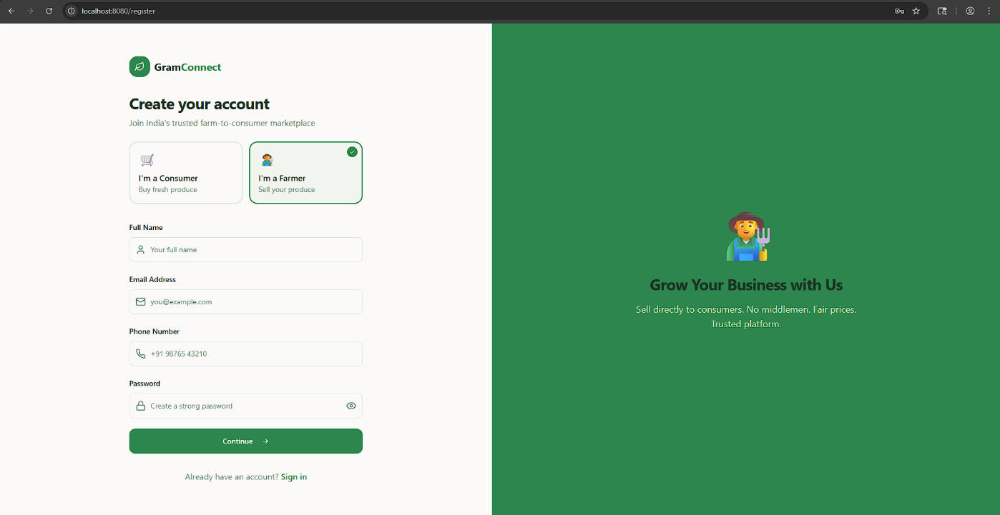 localhost:8080/register
GramConnect
Create your account
Join India's trusted farm-to-consumer marketplace
I'm a Consumer
Buy fresh produce
I'm a Farmer
Sell your produce
Full Name
Your full name
Email Address
you@example.com
Phone Number
+91 98765 43210
Password
Create a strong password
Continue →
Already have an account? Sign in
Grow Your Business with Us
Sell directly to consumers. No middlemen. Fair prices.
Trusted platform.